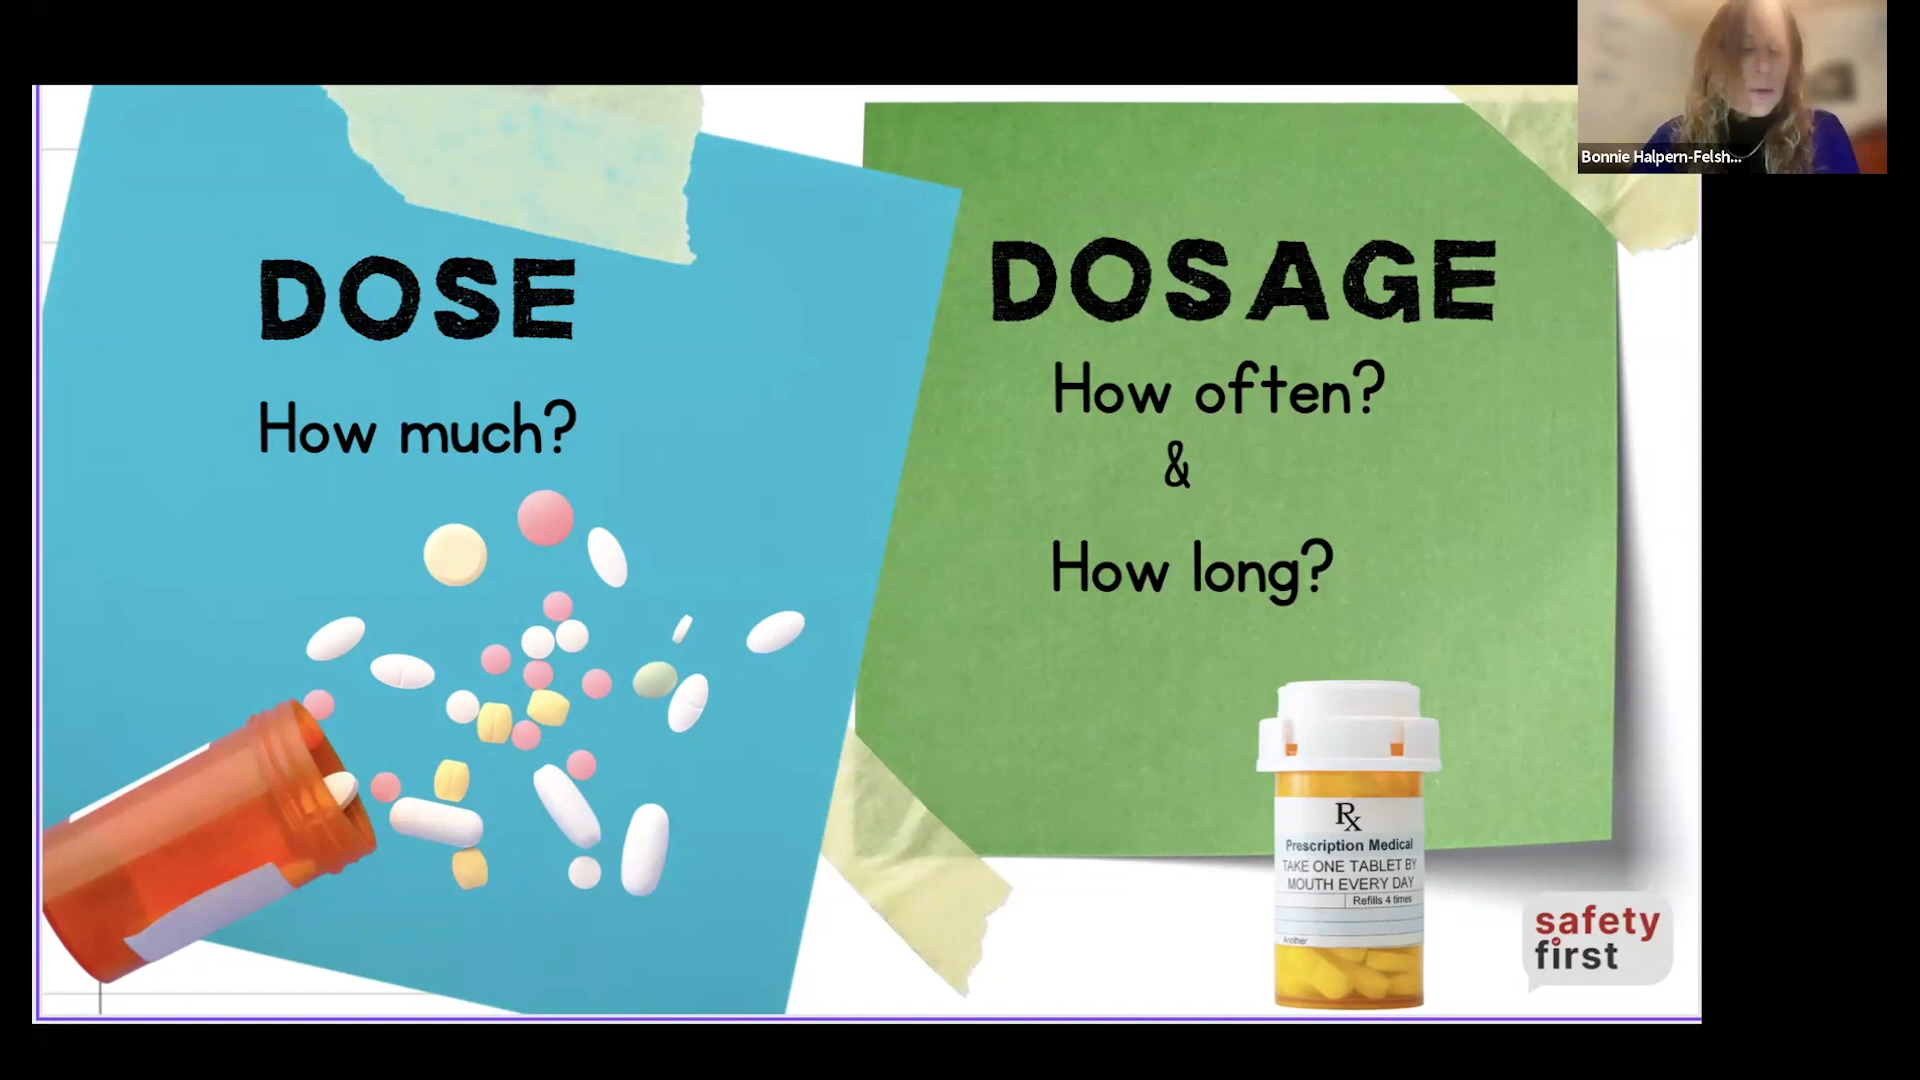 Bonnie Halpern-Felsh...
DOSE
How much?
DOSAGE
How often?
&
How long?
Rx
Prescription Medical
TAKE ONE TABLET BY
MOUTH EVERY DAY
Refills 4 times
Another
safety
first